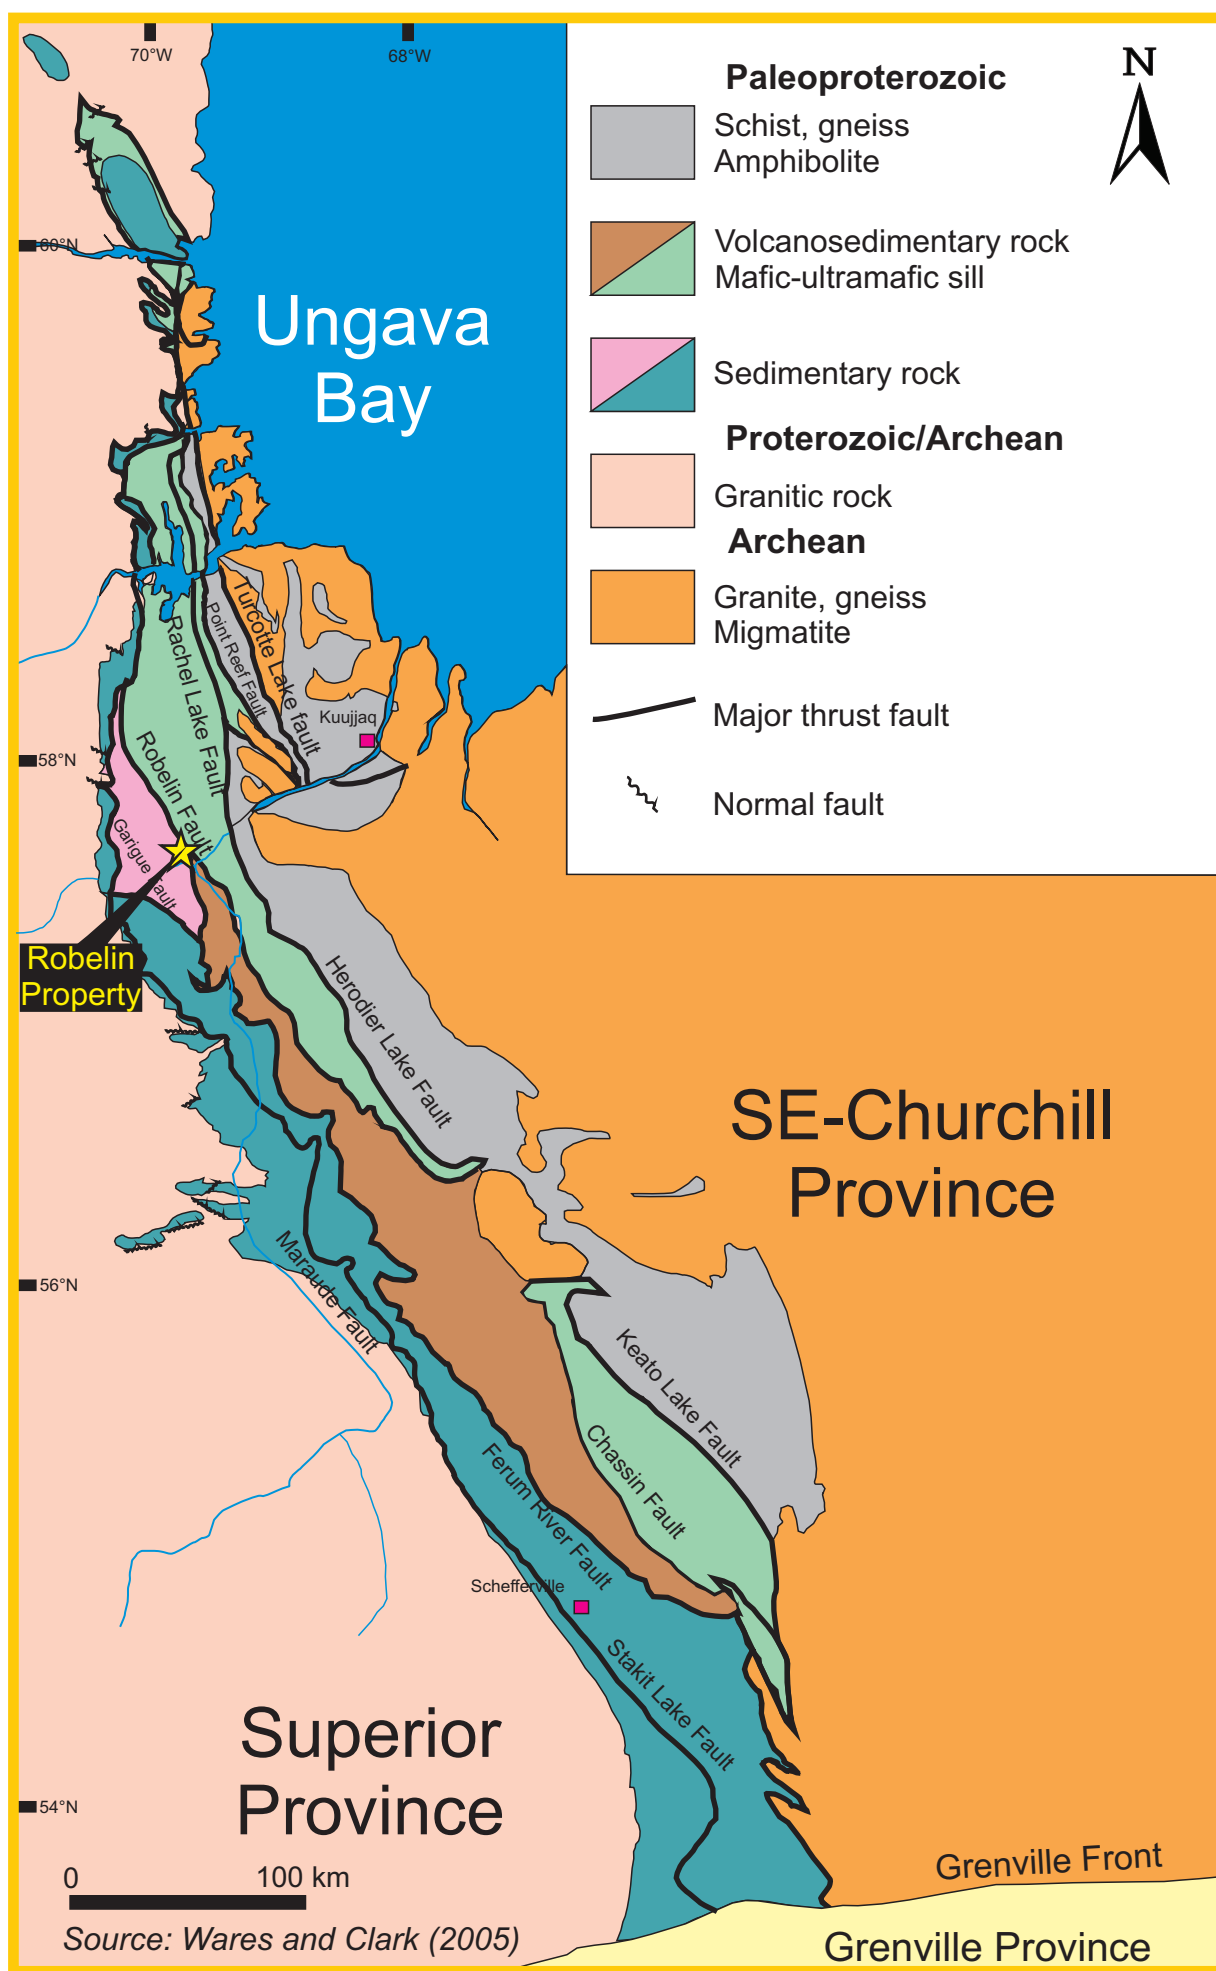 70°W
68°W
N
Paleoproterozoic
Schist, gneiss
Amphibolite
Volcanosedimentary rock
Mafic-ultramafic sill
Sedimentary rock
Proterozoic/Archean
Granitic rock
Archean
Granite, gneiss
Migmatite
Major thrust fault
Normal fault
60°N
Ungava
Bay
Turcotte Lake fault
Point Reef Fault
Rachel Lake Fault
Kuujjaq
58°N
Robelin Fault
Garigue Fault
Robelin
Property
Herodier Lake Fault
SE-Churchill
Province
Maraude Fault
56°N
Keato Lake Fault
Chassin Fault
Ferum River Fault
Schefferville
Stakit Lake Fault
Superior
Province
54°N
Grenville Front
0 100 km
Source: Wares and Clark (2005)
Grenville Province